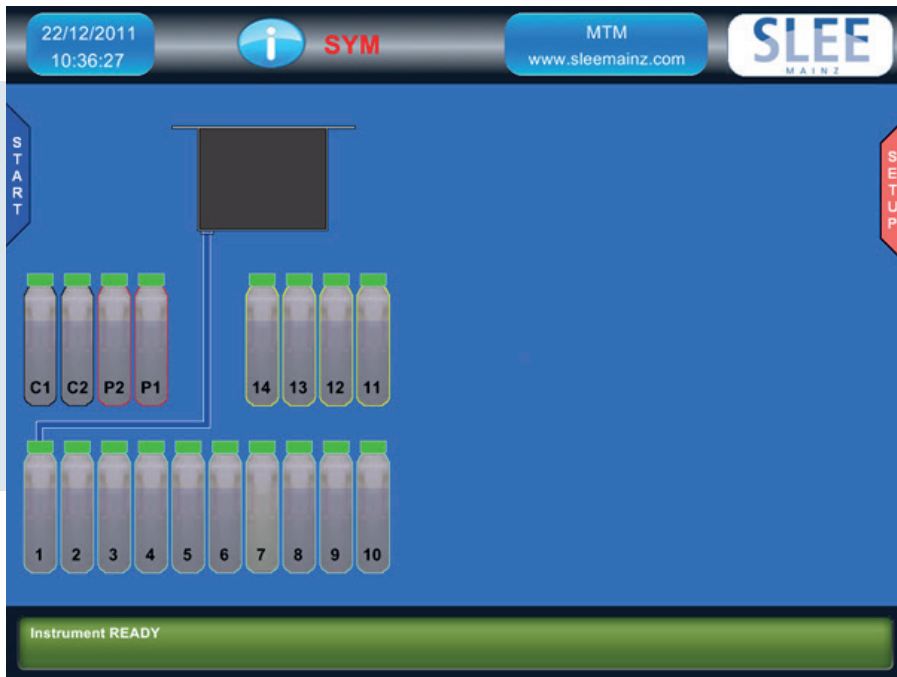 22/12/2011
10:36:27
i
SYM
MTM
www.sleemainz.com
SLEE
MAINZ
START
SETUP
C1 C2 P2 P1 14 13 12 11
1 2 3 4 5 6 7 8 9 10
Instrument READY